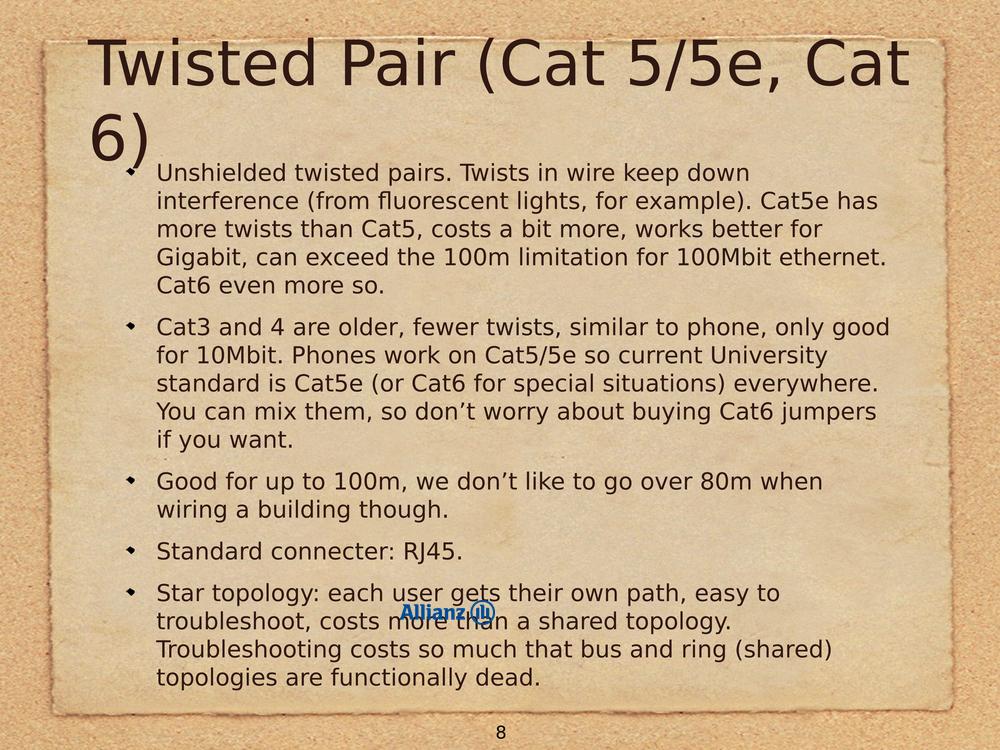 Twisted Pair (Cat 5/5e, Cat
6)
Unshielded twisted pairs. Twists in wire keep down
interference (from fluorescent lights, for example). Cat5e has
more twists than Cat5, costs a bit more, works better for
Gigabit, can exceed the 100m limitation for 100Mbit ethernet.
Cat6 even more so.
Cat3 and 4 are older, fewer twists, similar to phone, only good
for 10Mbit. Phones work on Cat5/5e so current University
standard is Cat5e (or Cat6 for special situations) everywhere.
You can mix them, so don’t worry about buying Cat6 jumpers
if you want.
Good for up to 100m, we don’t like to go over 80m when
wiring a building though.
Standard connecter: RJ45.
Star topology: each user gets their own path, easy to
Allianz
troubleshoot, costs more than a shared topology.
Troubleshooting costs so much that bus and ring (shared)
topologies are functionally dead.
8